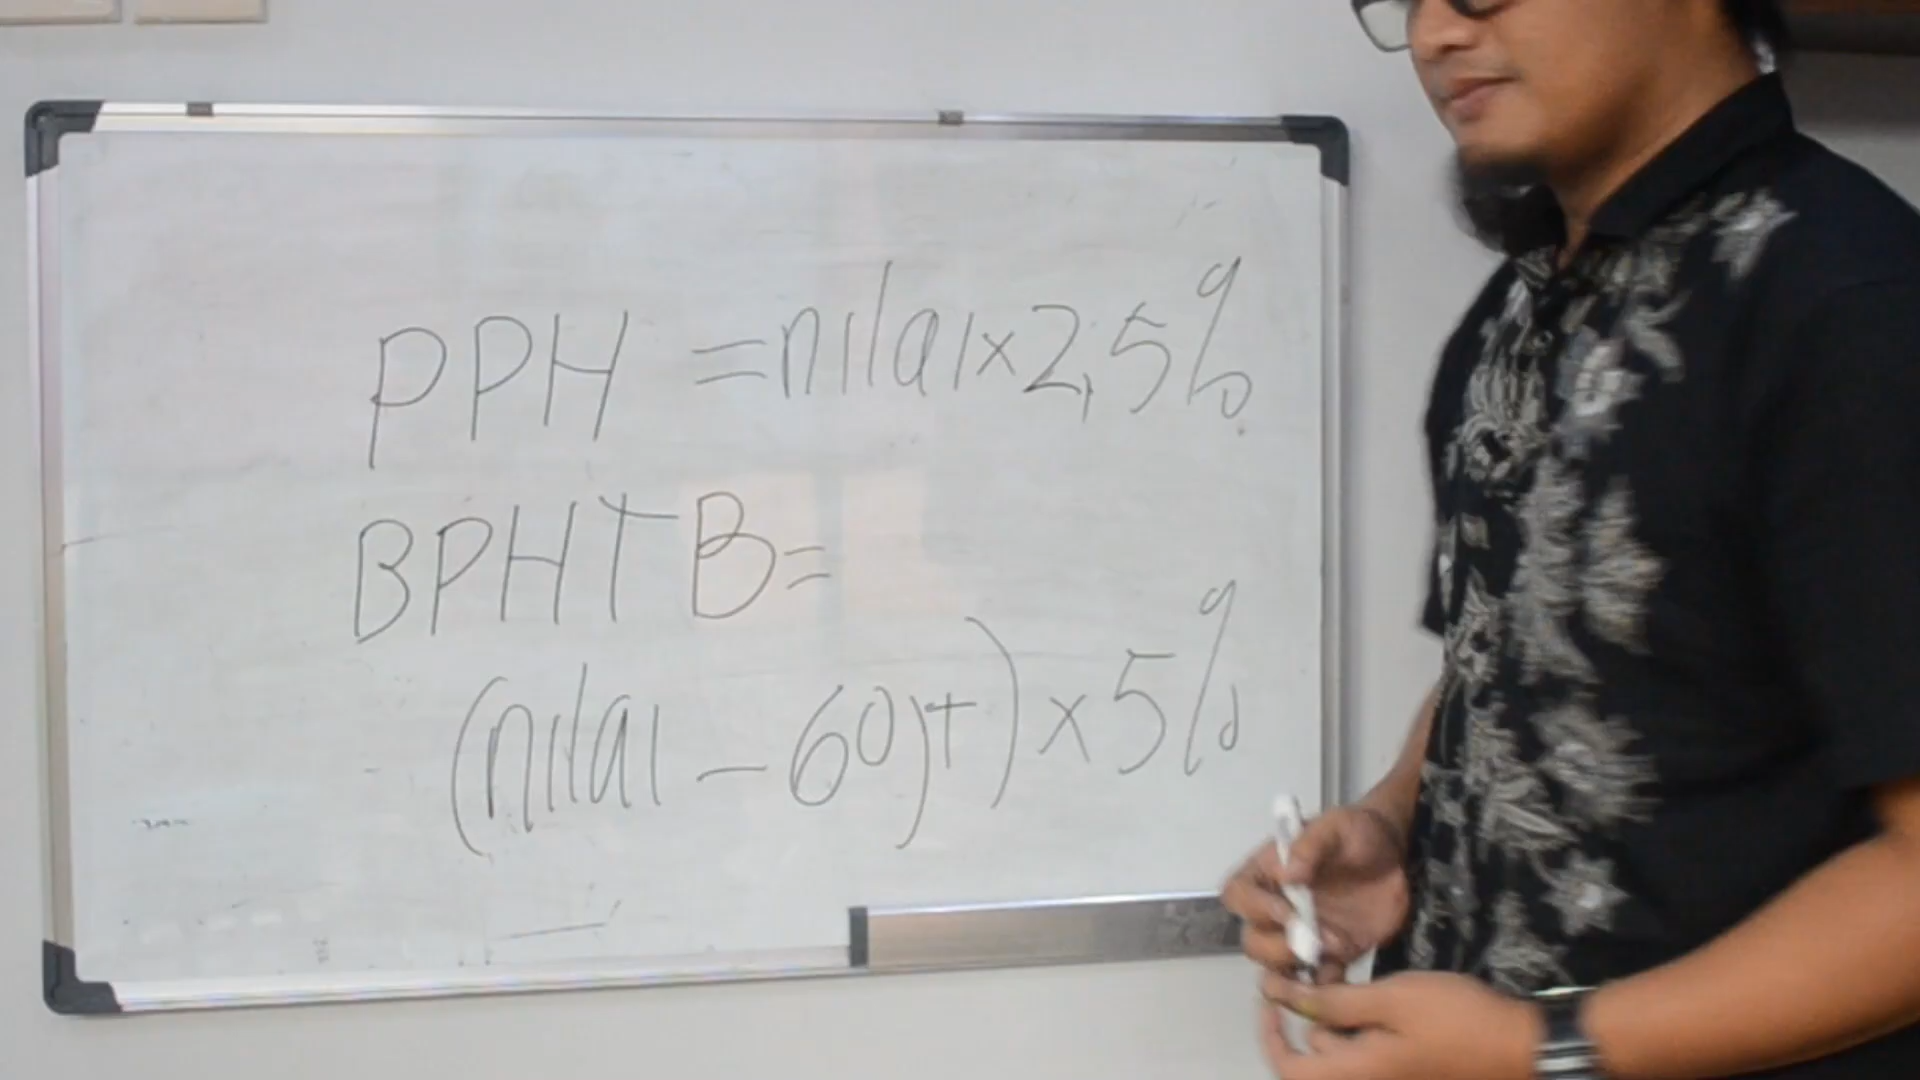 PPH = nilai x 2,5%
BPHTB =
(nilai - 60jt) x 5%